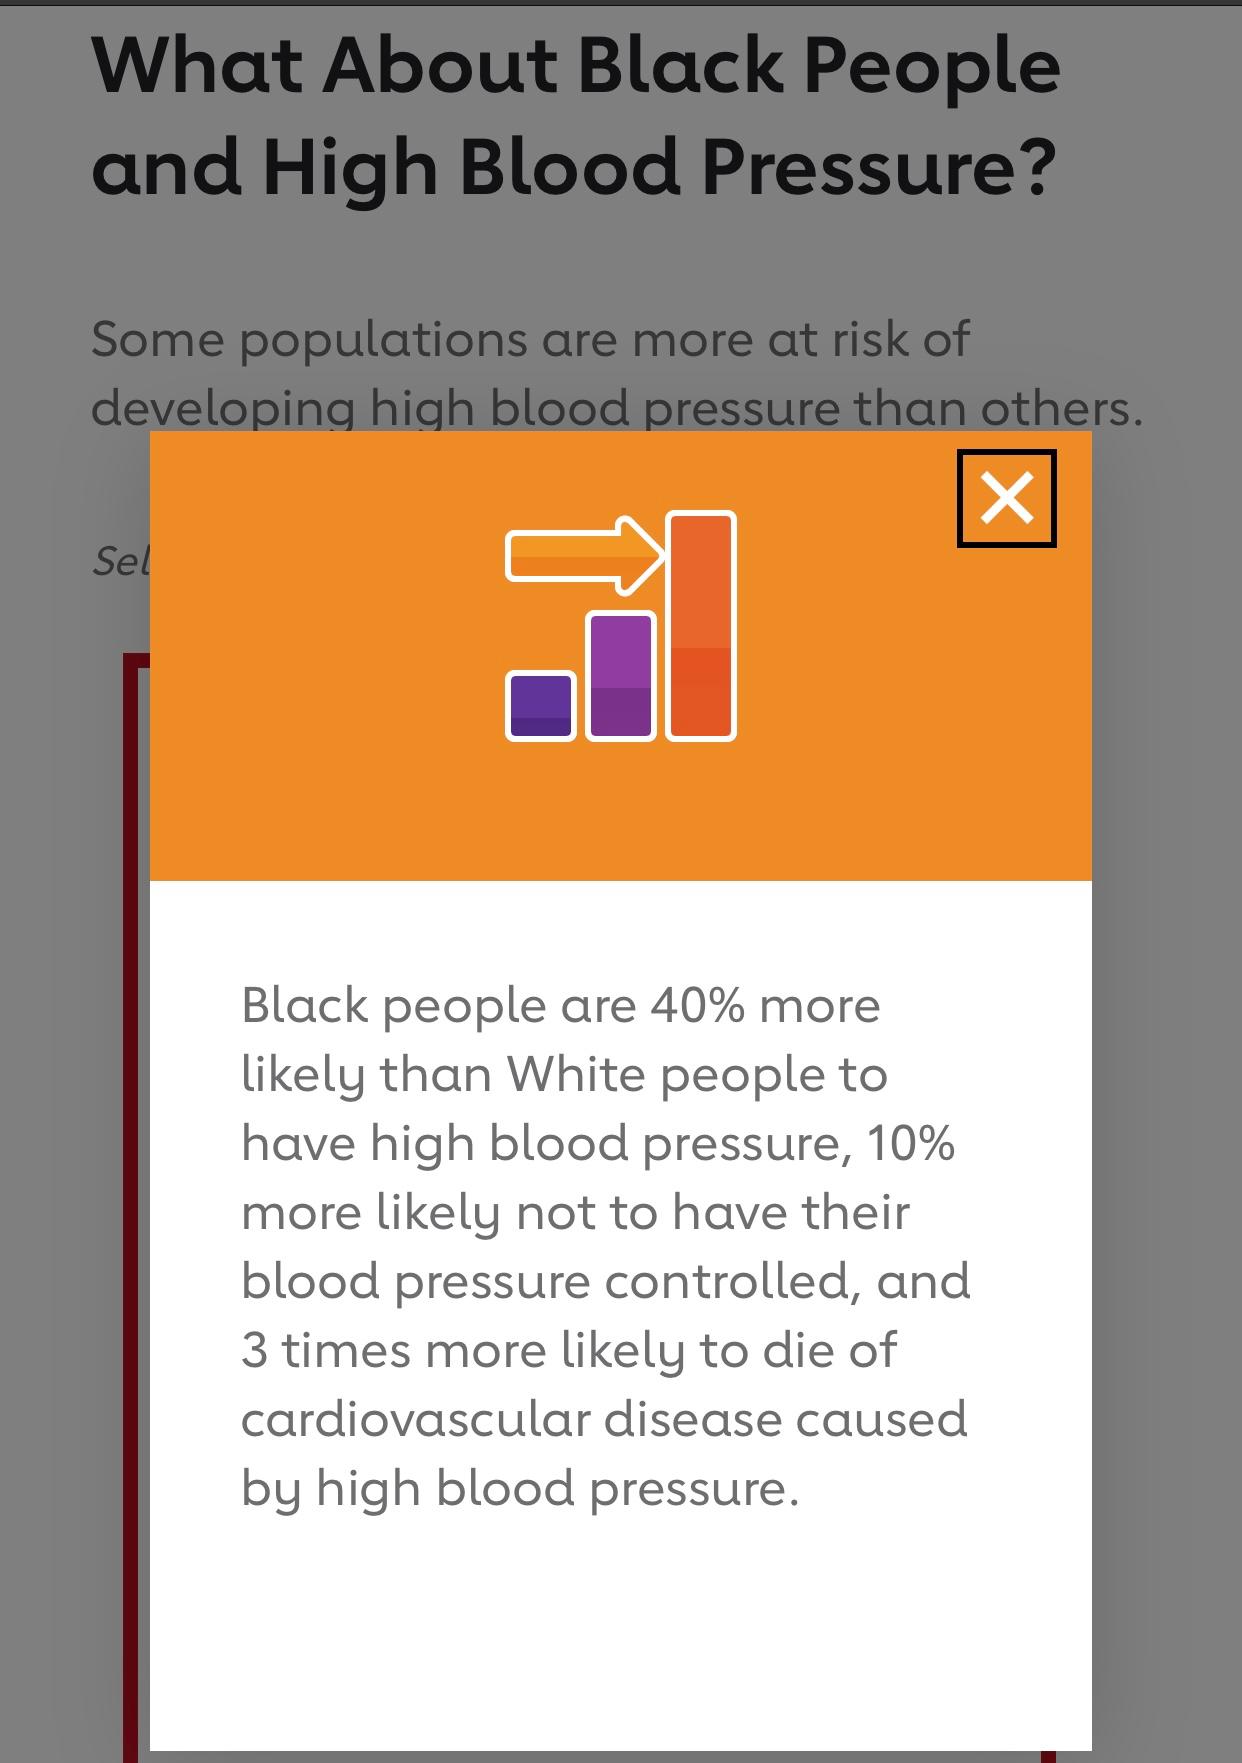 What About Black People
and High Blood Pressure?
Some populations are more at risk of
developing high blood pressure than others.
Black people are 40% more
likely than White people to
have high blood pressure, 10%
more likely not to have their
blood pressure controlled, and
3 times more likely to die of
cardiovascular disease caused
by high blood pressure.